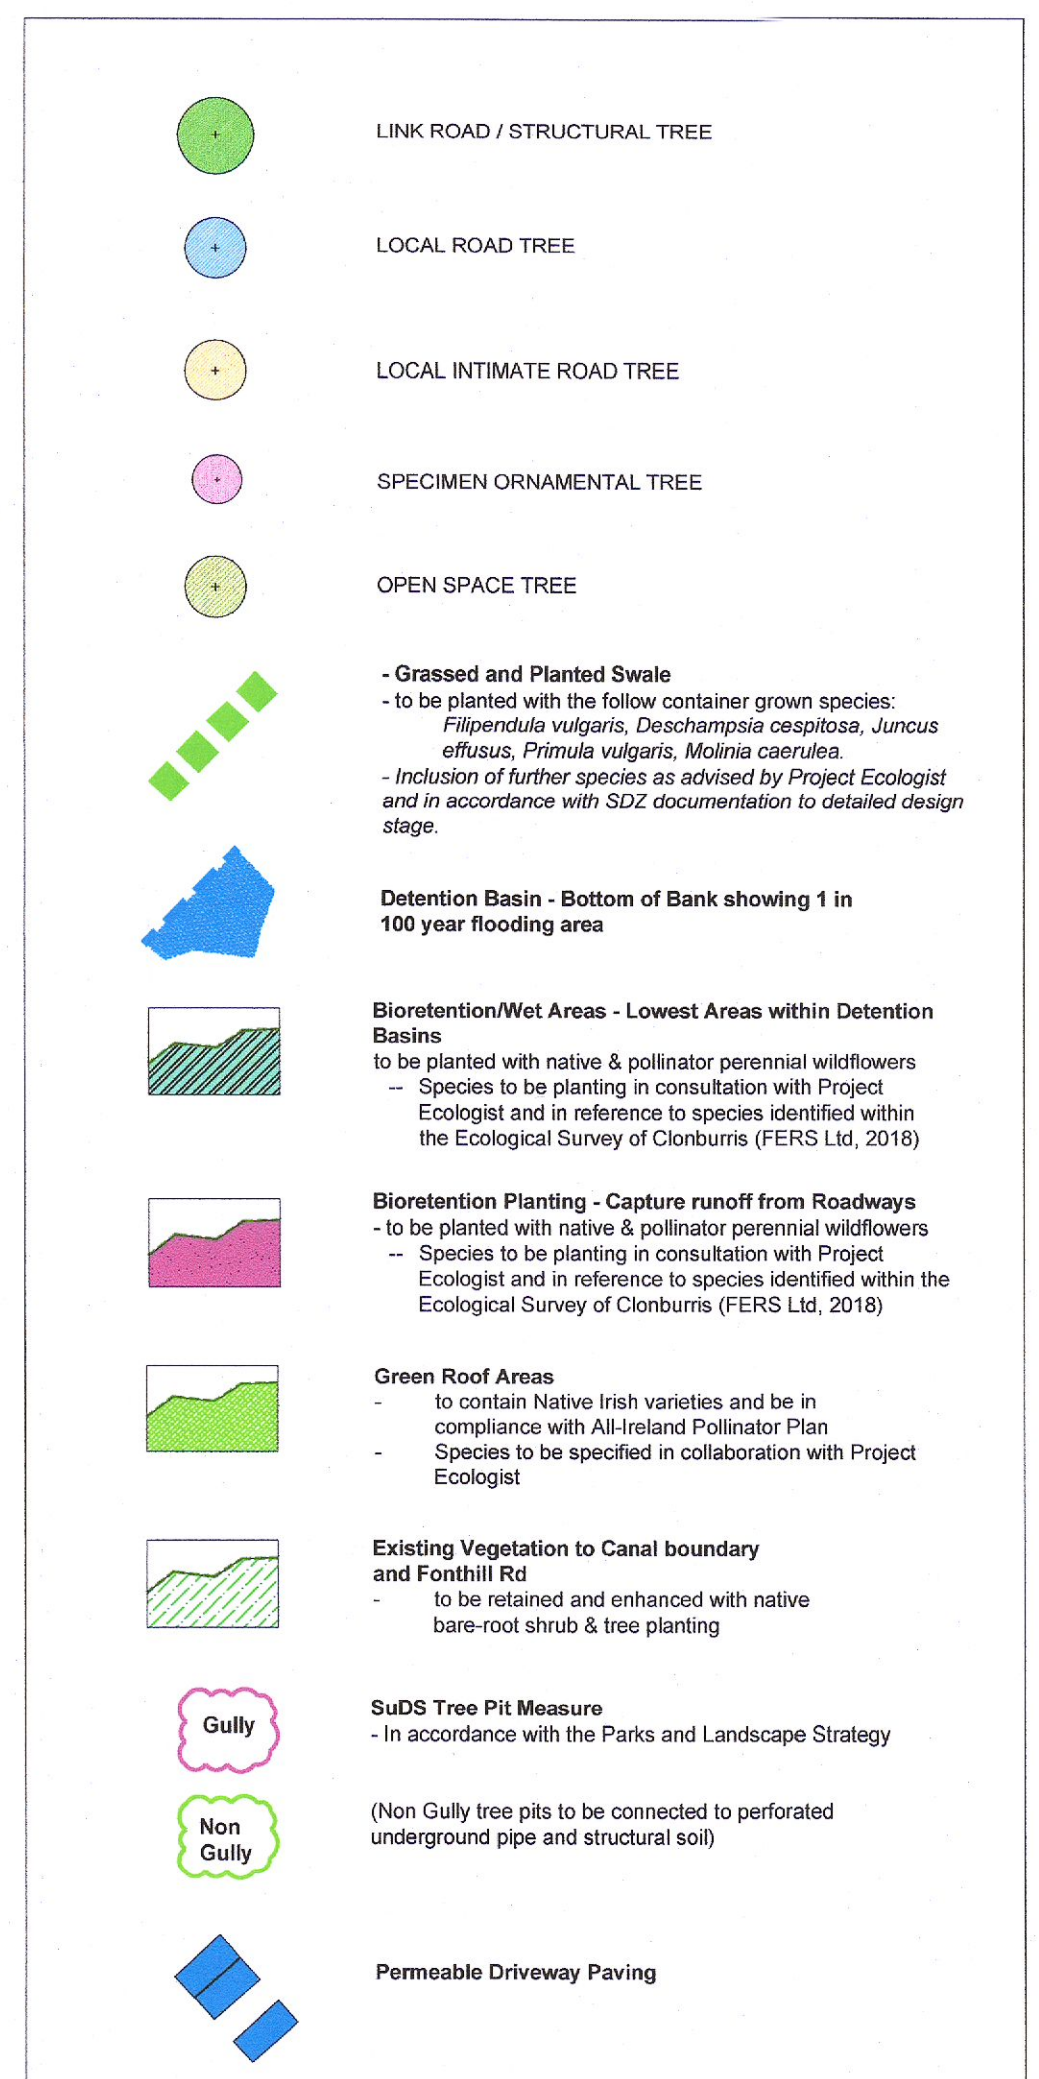 LINK ROAD / STRUCTURAL TREE
LOCAL ROAD TREE
LOCAL INTIMATE ROAD TREE
SPECIMEN ORNAMENTAL TREE
OPEN SPACE TREE
- Grassed and Planted Swale
- to be planted with the follow container grown species:
Filipendula vulgaris, Deschampsia cespitosa, Juncus
effusus, Primula vulgaris, Molinia caerulea.
- Inclusion of further species as advised by Project Ecologist
and in accordance with SDZ documentation to detailed design
stage.
Detention Basin - Bottom of Bank showing 1 in
100 year flooding area
Bioretention/Wet Areas - Lowest Areas within Detention
Basins
to be planted with native & pollinator perennial wildflowers
-- Species to be planting in consultation with Project
Ecologist and in reference to species identified within
the Ecological Survey of Clonburris (FERS Ltd, 2018)
Bioretention Planting - Capture runoff from Roadways
- to be planted with native & pollinator perennial wildflowers
-- Species to be planting in consultation with Project
Ecologist and in reference to species identified within the
Ecological Survey of Clonburris (FERS Ltd, 2018)
Green Roof Areas
- to contain Native Irish varieties and be in
compliance with All-Ireland Pollinator Plan
- Species to be specified in collaboration with Project
Ecologist
Existing Vegetation to Canal boundary
and Fonthill Rd
- to be retained and enhanced with native
bare-root shrub & tree planting
Gully
SuDS Tree Pit Measure
- In accordance with the Parks and Landscape Strategy
Non
Gully
(Non Gully tree pits to be connected to perforated
underground pipe and structural soil)
Permeable Driveway Paving